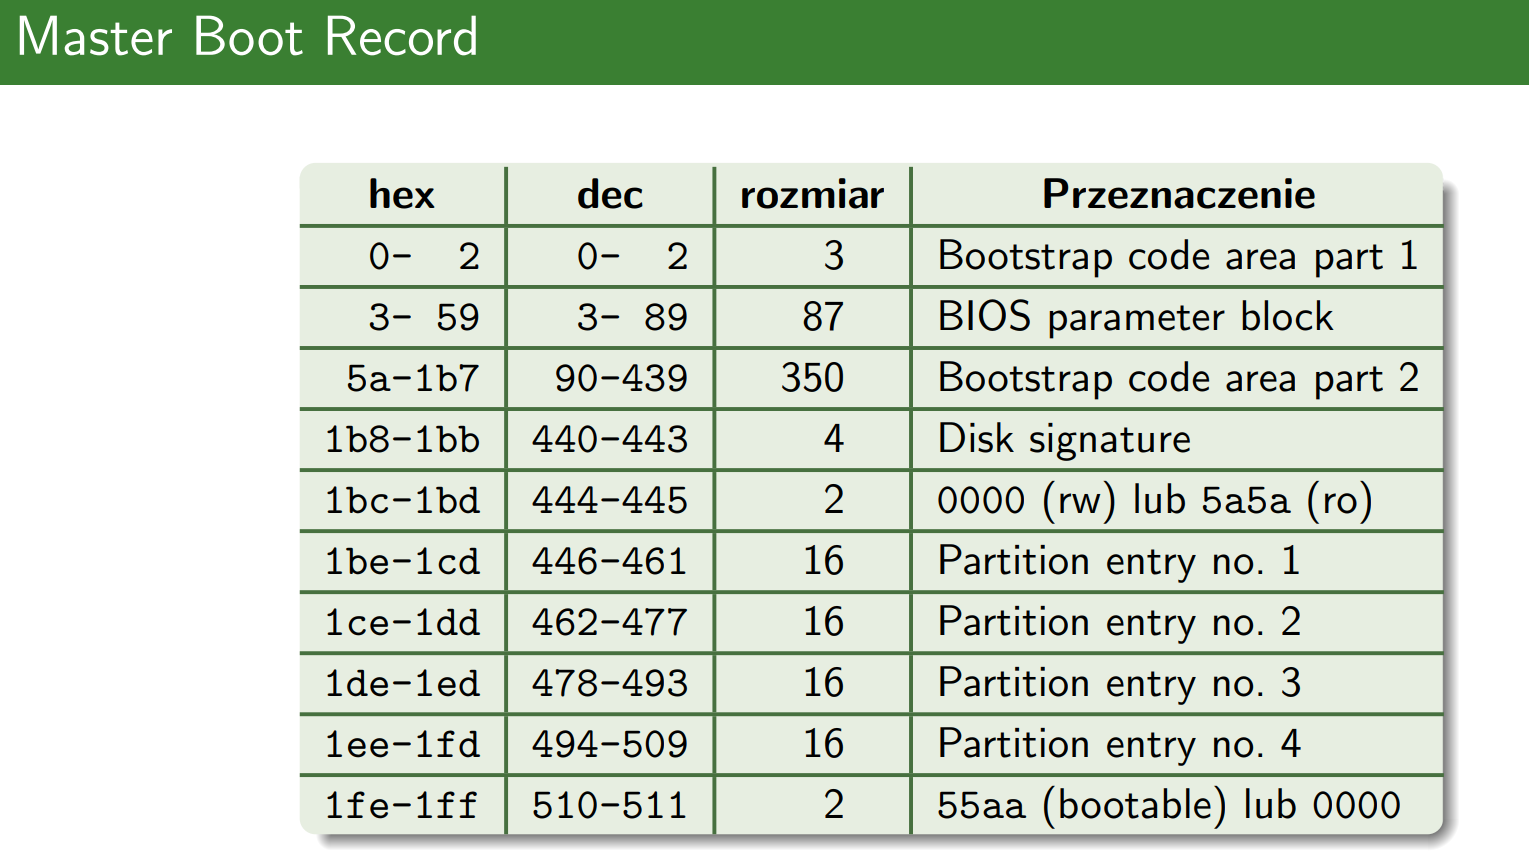 Master Boot Record
hex dec rozmiar Przeznaczenie
0- 2 0- 2 3 Bootstrap code area part 1
3- 59 3- 89 87 BIOS parameter block
5a-1b7 90-439 350 Bootstrap code area part 2
1b8-1bb 440-443 4 Disk signature
1bc-1bd 444-445 2 0000 (rw) lub 5a5a (ro)
1be-1cd 446-461 16 Partition entry no. 1
1ce-1dd 462-477 16 Partition entry no. 2
1de-1ed 478-493 16 Partition entry no. 3
1ee-1fd 494-509 16 Partition entry no. 4
1fe-1ff 510-511 2 55aa (bootable) lub 0000